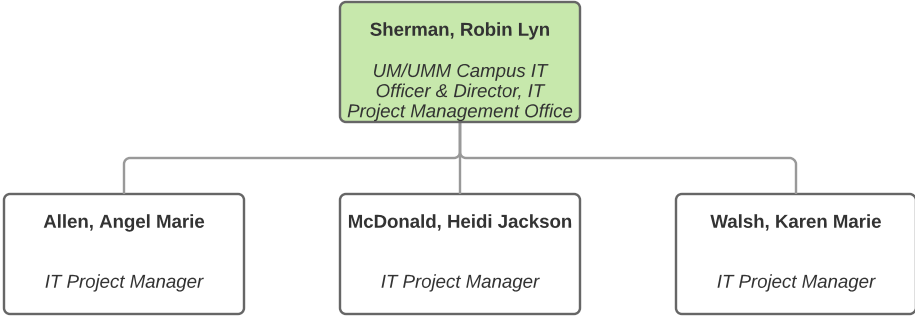 Sherman, Robin Lyn
UM/UMM Campus IT
Officer & Director, IT
Project Management Office
Allen, Angel Marie
IT Project Manager
McDonald, Heidi Jackson
IT Project Manager
Walsh, Karen Marie
IT Project Manager